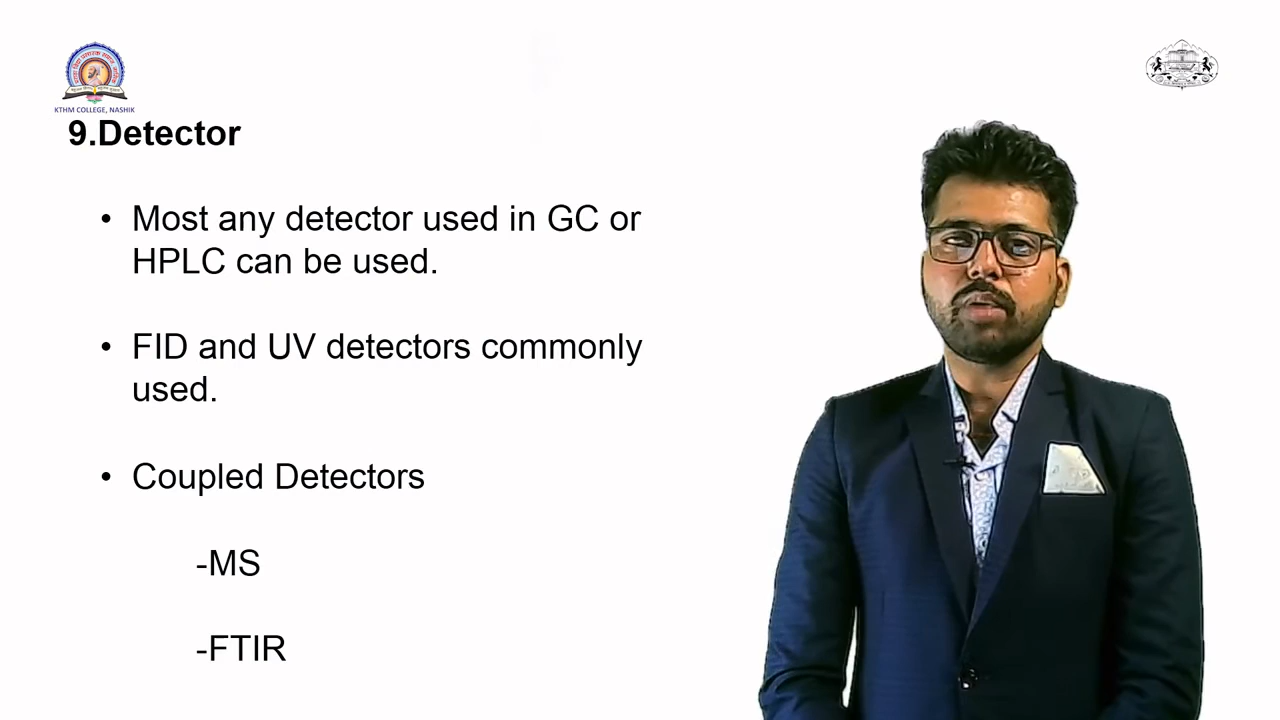 KTHM COLLEGE, NASHIK
9.Detector
• Most any detector used in GC or
HPLC can be used.
• FID and UV detectors commonly
used.
• Coupled Detectors
-MS
-FTIR